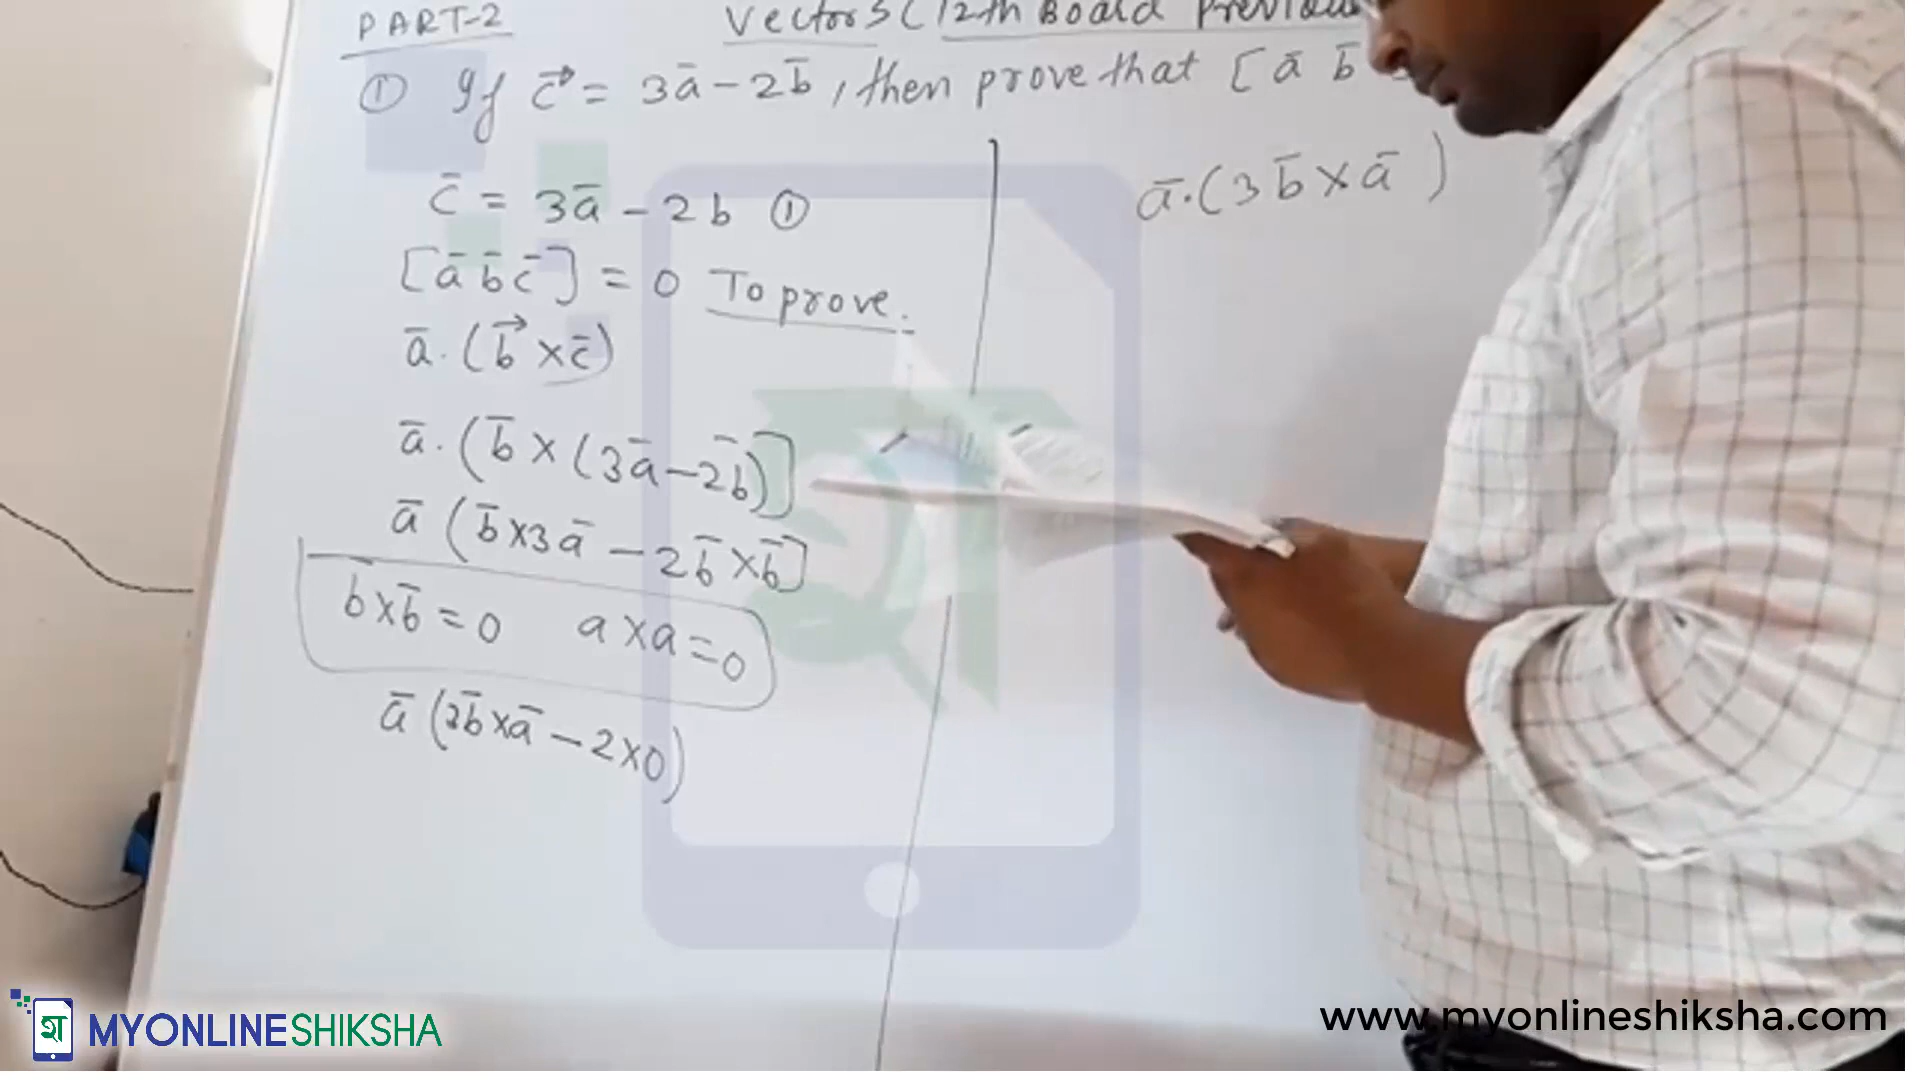 PART-2
Vectors (12th Board Previous
① If c⃗ = 3ā - 2b̄, then prove that [ā b̄
c̄ = 3ā - 2b ①
[ā b̄ c̄] = 0 To prove.
ā. (b⃗ × c̄)
ā. (b̄ × (3ā - 2b̄)]
ā (b̄ × 3ā - 2b̄ × b̄]
b̄ × b̄ = 0 a × a = 0
ā (3b̄ × ā - 2 × 0)
ā. (3b̄ × ā)
MYONLINESHIKSHA
www.myonlineshiksha.com